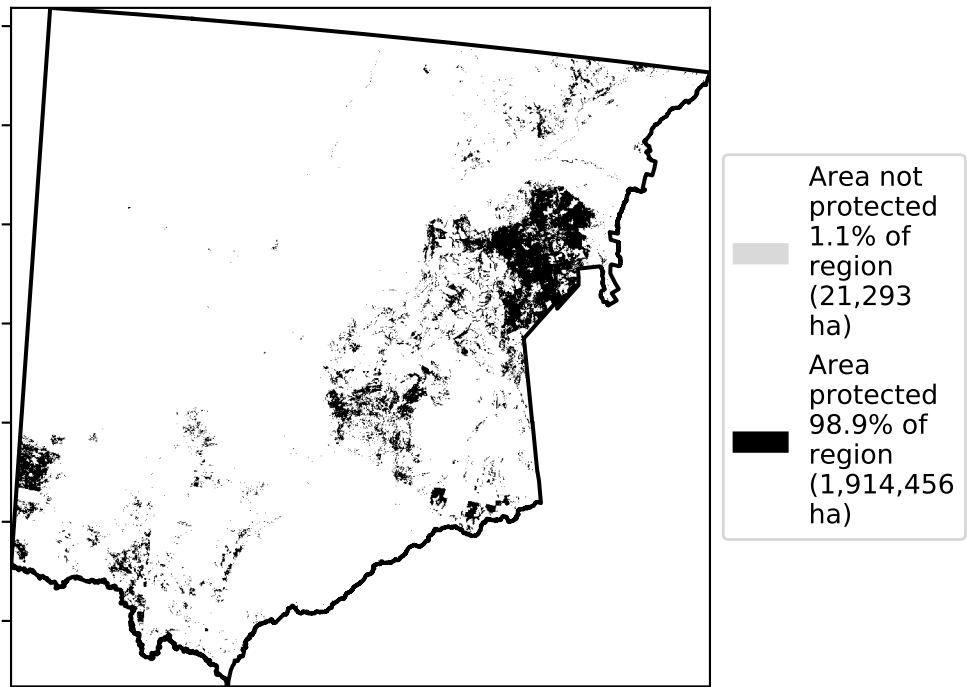 Area not
protected
1.1% of
region
(21,293
ha)
Area
protected
98.9% of
region
(1,914,456
ha)